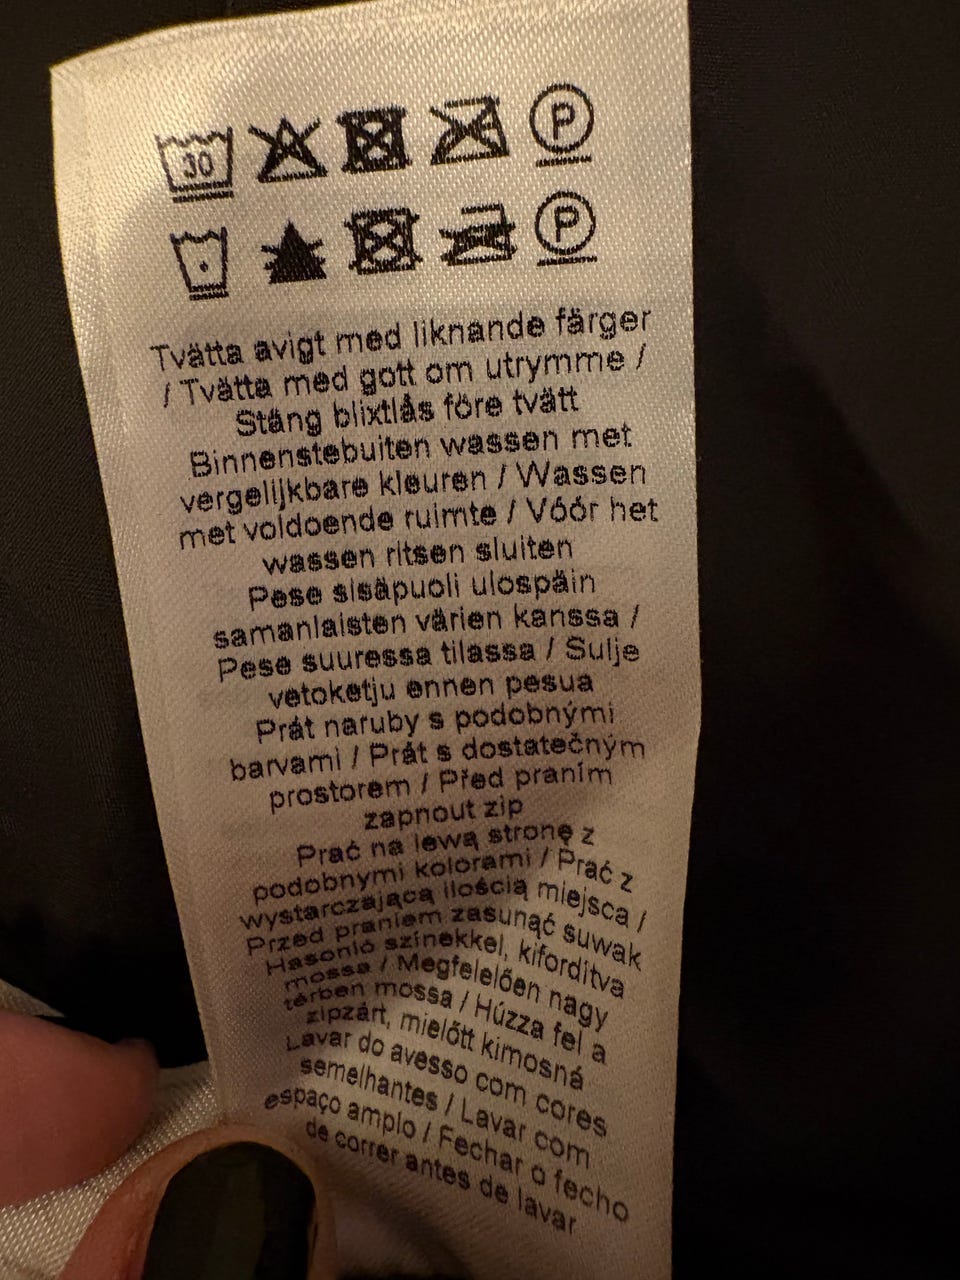 30 P
P
Tvätta avigt med liknande färger
/ Tvätta med gott om utrymme /
Stäng blixtlås före tvätt
Binnenstebuiten wassen met
vergelijkbare kleuren / Wassen
met voldoende ruimte / Vóór het
wassen ritsen sluiten
Pese sisäpuoli ulospäin
samanlaisten värien kanssa /
Pese suuressa tilassa / Sulje
vetoketju ennen pesua
Prát naruby s podobnými
barvami / Prát s dostatečným
prostorem / Před praním
zapnout zip
Prać na lewą stronę z
podobnymi kolorami / Prać z
wystarczającą ilością miejsca /
Przed praniem zasunąć suwak
Hasonló színekkel, kifordítva
mossa / Megfelelően nagy
térben mossa / Húzza fel a
zipzárt, mielőtt kimosná
Lavar do avesso com cores
semelhantes / Lavar com
espaço amplo / Fechar o fecho
de correr antes de lavar